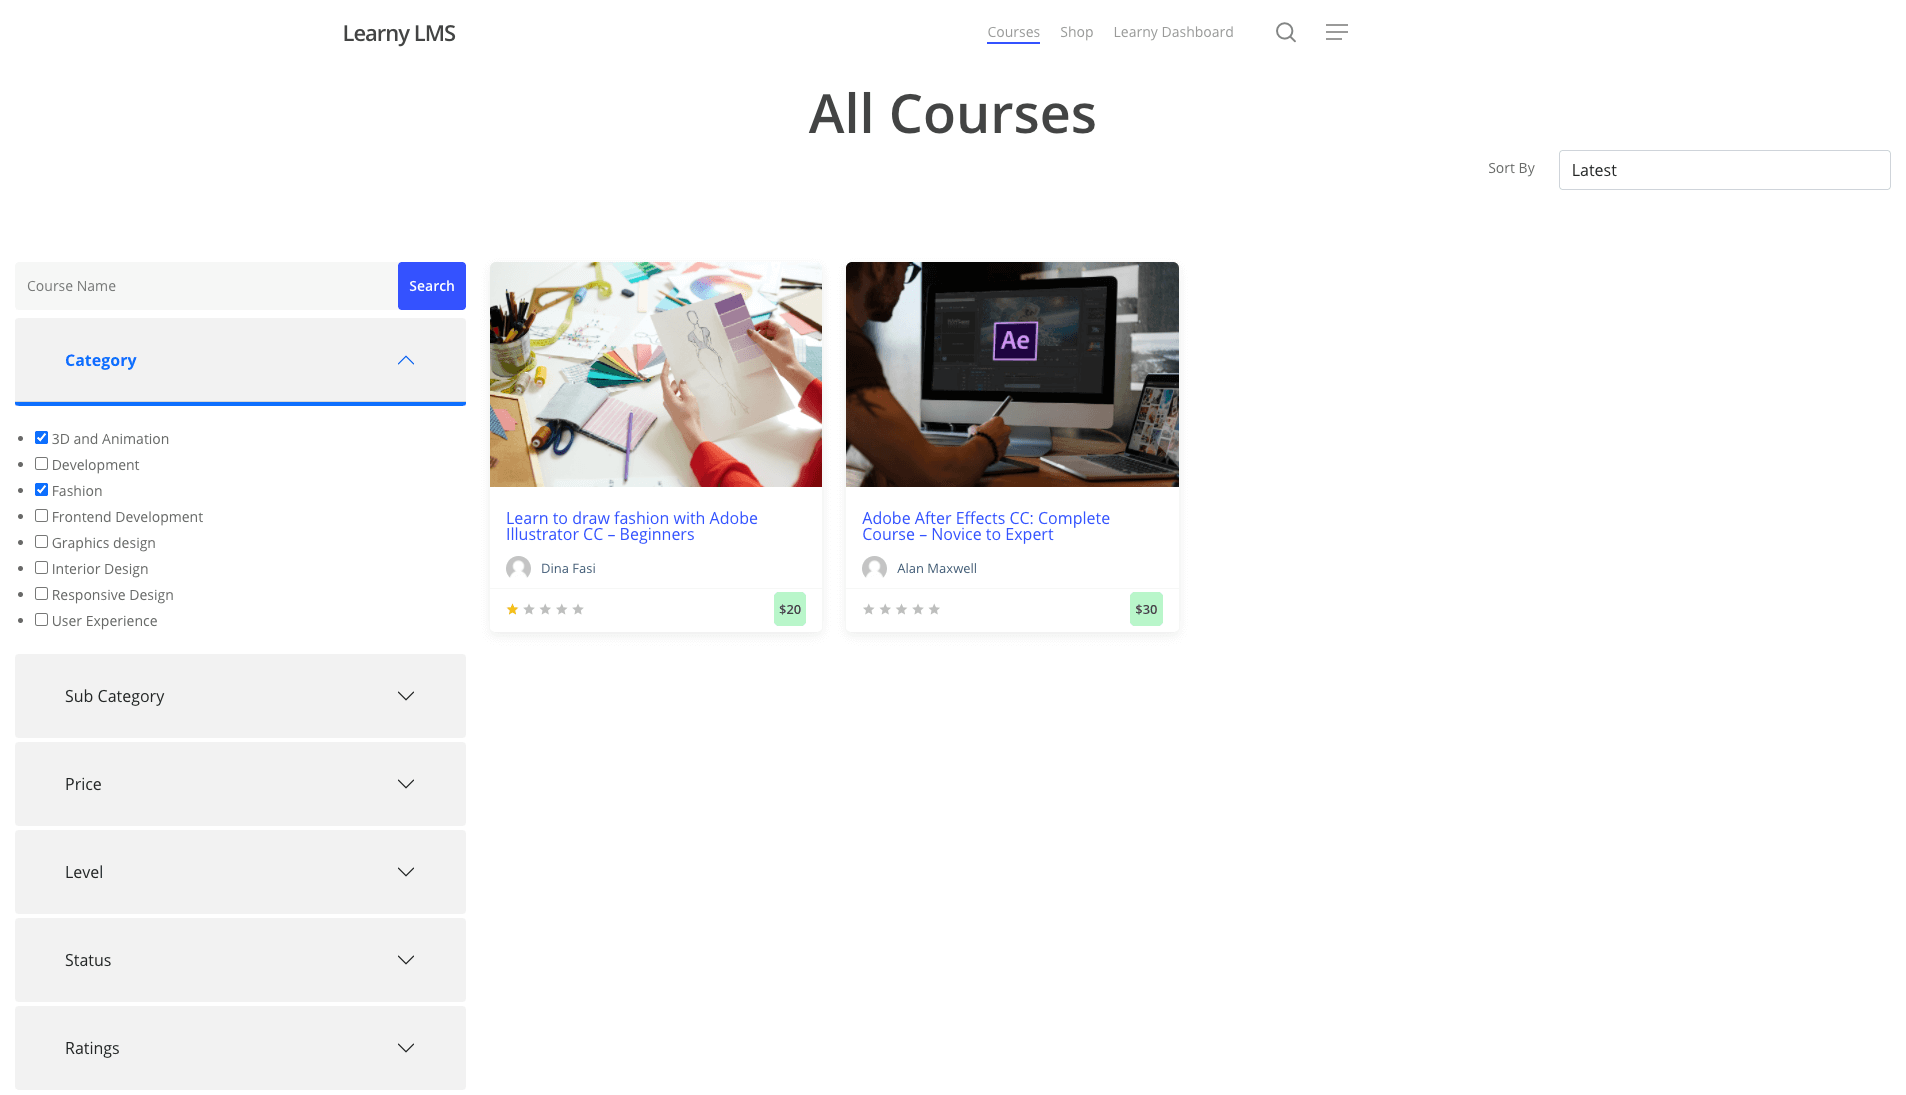 Learny LMS
Courses
Shop
Learny Dashboard
All Courses
Sort By
Latest
Course Name
Search
Category
3D and Animation
Development
Fashion
Frontend Development
Graphics design
Interior Design
Responsive Design
User Experience
Sub Category
Price
Level
Status
Ratings
Learn to draw fashion with Adobe
Illustrator CC – Beginners
Dina Fasi
$20
Ae
Adobe After Effects CC: Complete
Course – Novice to Expert
Alan Maxwell
$30